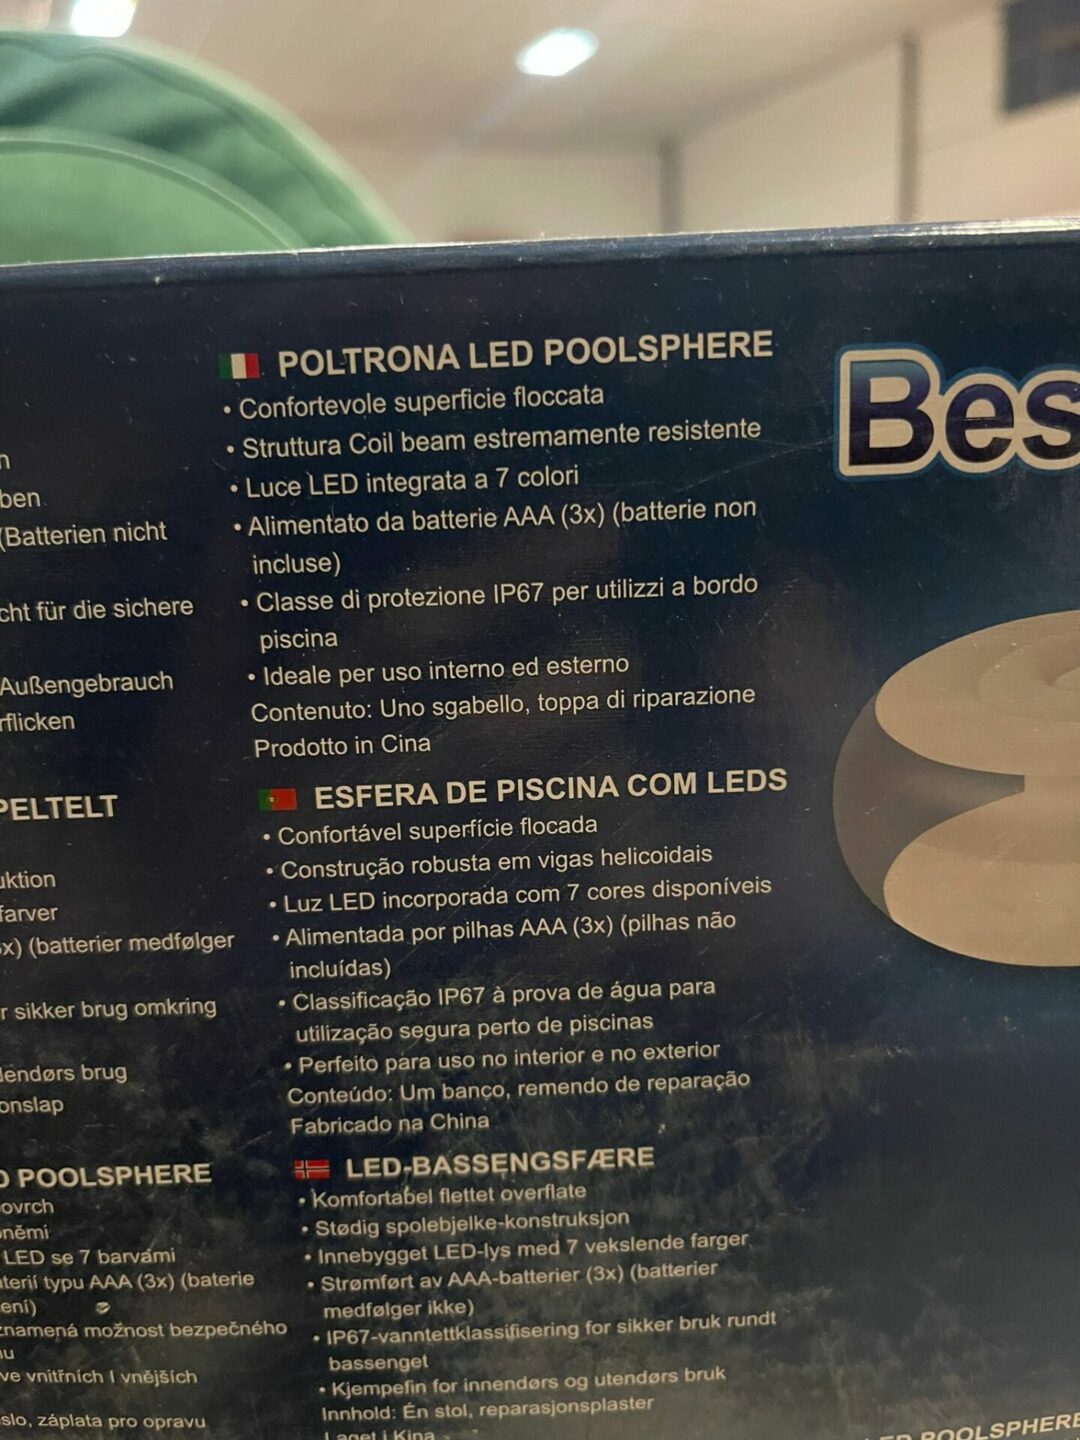 n
ben
(Batterien nicht
cht für die sichere
Außengebrauch
rflicken
PELTELT
uktion
farver
x) (batterier medfølger
r sikker brug omkring
dendørs brug
onslap
D POOLSPHERE
ovrch
oněmi
LED se 7 barvámi
aterií typu AAA (3x) (baterie
ení)
znamená možnost bezpečného
nu
ve vnitřních I vnějších
slo, záplata pro opravu
POLTRONA LED POOLSPHERE
• Confortevole superficie floccata
• Struttura Coil beam estremamente resistente
• Luce LED integrata a 7 colori
• Alimentato da batterie AAA (3x) (batterie non
incluse)
• Classe di protezione IP67 per utilizzi a bordo
piscina
• Ideale per uso interno ed esterno
Contenuto: Uno sgabello, toppa di riparazione
Prodotto in Cina
ESFERA DE PISCINA COM LEDS
• Confortável superfície flocada
• Construção robusta em vigas helicoidais
• Luz LED incorporada com 7 cores disponíveis
• Alimentada por pilhas AAA (3x) (pilhas não
incluídas)
• Classificação IP67 à prova de água para
utilização segura perto de piscinas
• Perfeito para uso no interior e no exterior
Conteúdo: Um banco, remendo de reparação
Fabricado na China
LED-BASSENGSFÆRE
• Komfortabel flettet overflate
• Stødig spolebjelke-konstruksjon
• Innebygget LED-lys med 7 vekslende farger
• Strømført av AAA-batterier (3x) (batterier
medfølger ikke)
• IP67-vanntettklassifisering for sikker bruk rundt
bassenget
• Kjempefin for innendørs og utendørs bruk
Innhold: Én stol, reparasjonsplaster
Laget i Kina
Bes
LED POOLSPHERE